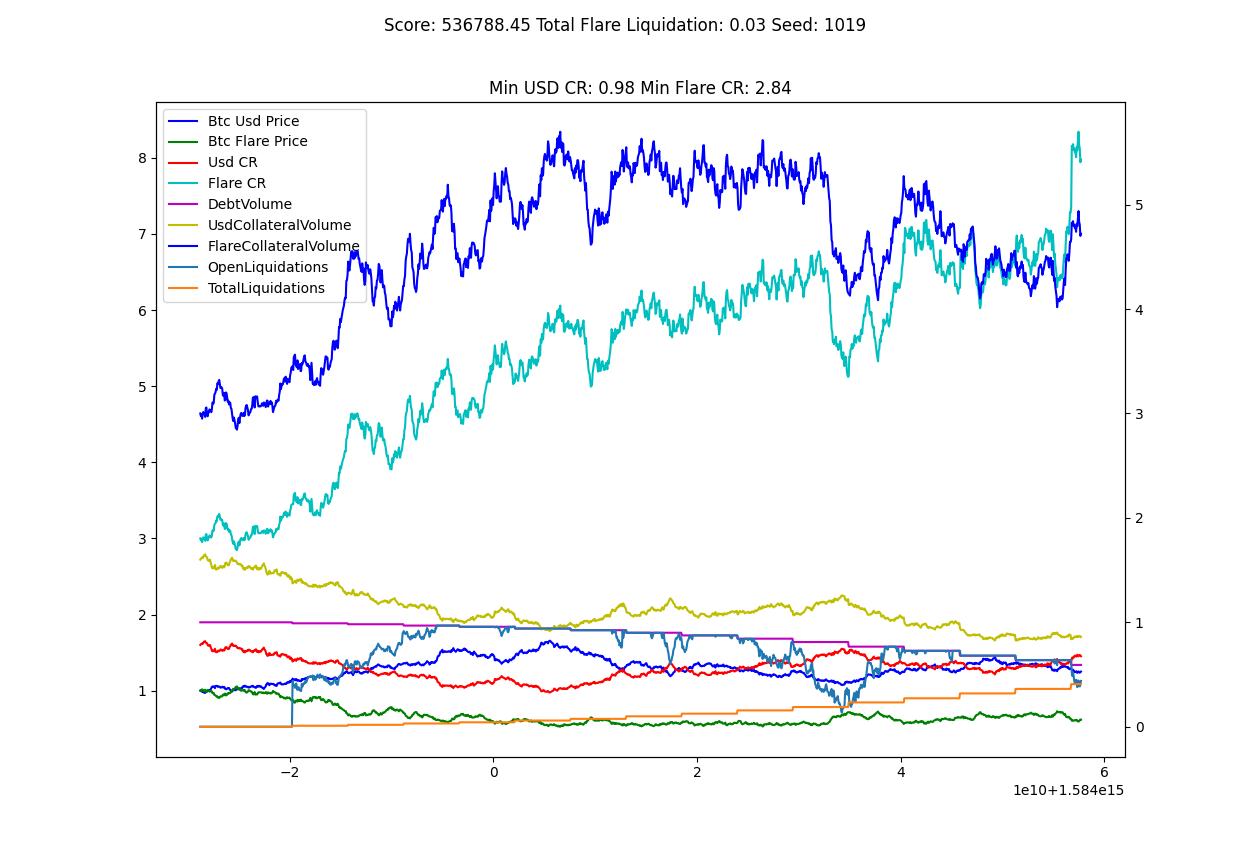 Score: 536788.45 Total Flare Liquidation: 0.03 Seed: 1019
Min USD CR: 0.98 Min Flare CR: 2.84
Btc Usd Price
Btc Flare Price
Usd CR
Flare CR
DebtVolume
UsdCollateralVolume
FlareCollateralVolume
OpenLiquidations
TotalLiquidations
8
7
6
5
4
3
2
1
5
4
3
2
1
0
−2
0
2
4
6
1e10+1.584e15